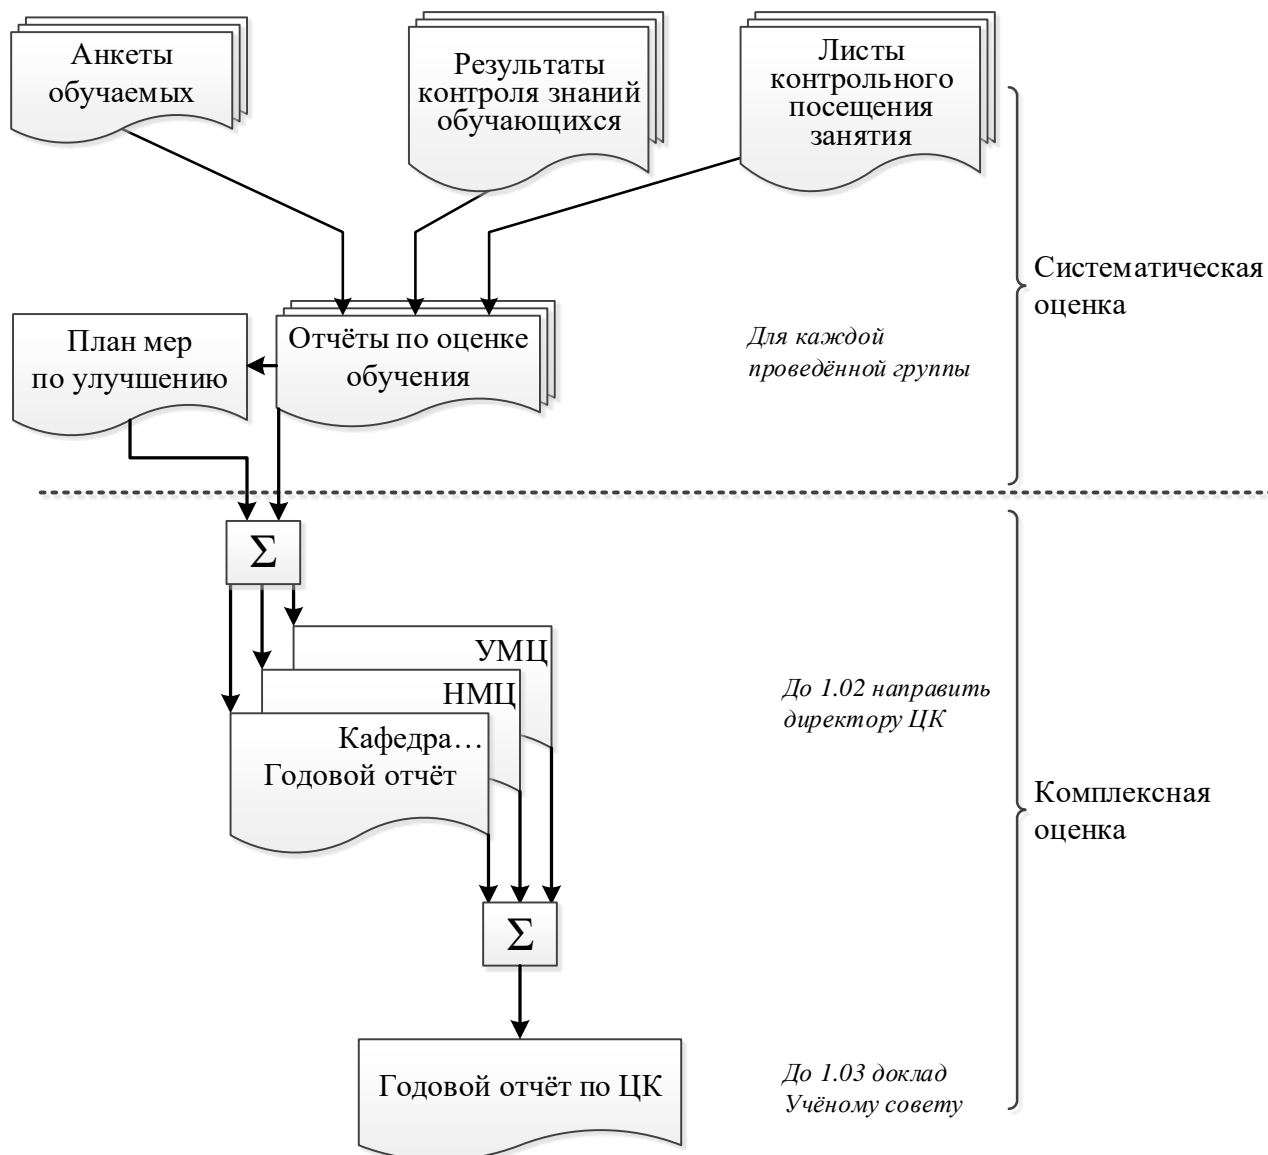 Анкеты
обучаемых
Результаты
контроля знаний
обучающихся
Листы
контрольного
посещения
занятия
Систематическая
оценка
План мер
по улучшению
Отчёты по оценке
обучения
Для каждой
проведённой группы
Σ
УМЦ
НМЦ
Кафедра...
Годовой отчёт
До 1.02 направить
директору ЦК
Комплексная
оценка
Σ
Годовой отчёт по ЦК
До 1.03 доклад
Учёному совету